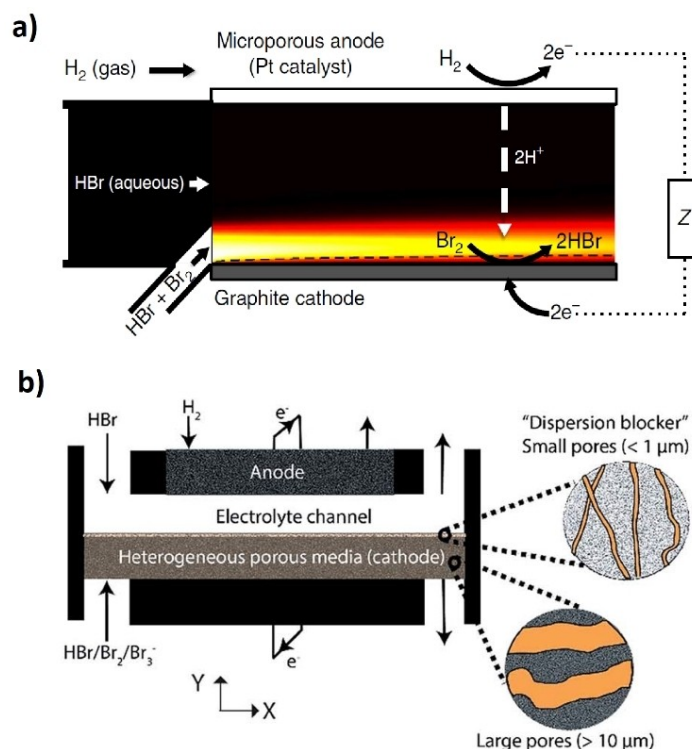 a)
Microporous anode
(Pt catalyst)
H₂ (gas)
H₂
2e⁻
HBr (aqueous)
2H⁺
Z
Br₂
2HBr
HBr + Br₂
Graphite cathode
2e⁻
b)
HBr
H₂
e⁻
"Dispersion blocker"
Small pores (< 1 μm)
Anode
Electrolyte channel
Heterogeneous porous media (cathode)
HBr/Br₂/Br₃⁻
e⁻
Y
X
Large pores (> 10 μm)